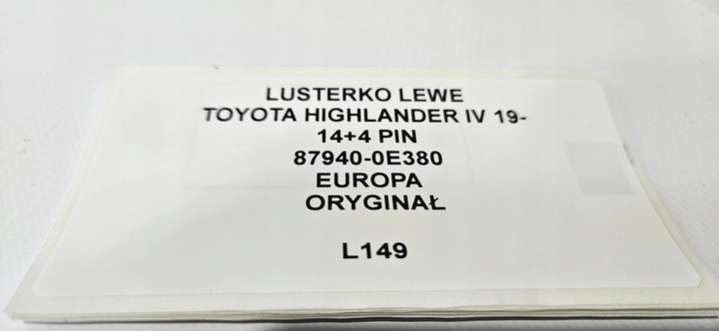 LUSTERKO LEWE
TOYOTA HIGHLANDER IV 19-
14+4 PIN
87940-0E380
EUROPA
ORYGINAŁ
L149